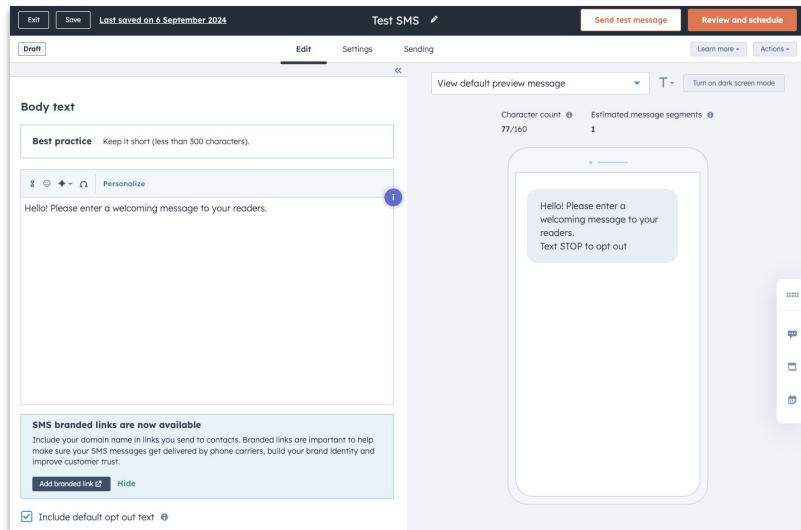 Exit Save Last saved on 6 September 2024 Test SMS Send test message Review and schedule
Draft Edit Settings Sending Learn more Actions
View default preview message T Turn on dark screen mode
Body text
Character count Estimated message segments
77/160 1
Best practice Keep it short (less than 300 characters).
Personalize
Hello! Please enter a welcoming message to your readers.
Hello! Please enter a
welcoming message to your
readers.
Text STOP to opt out
SMS branded links are now available
Include your domain name in links you send to contacts. Branded links are important to help
make sure your SMS messages get delivered by phone carriers, build your brand identity and
improve customer trust.
Add branded link Hide
Include default opt out text